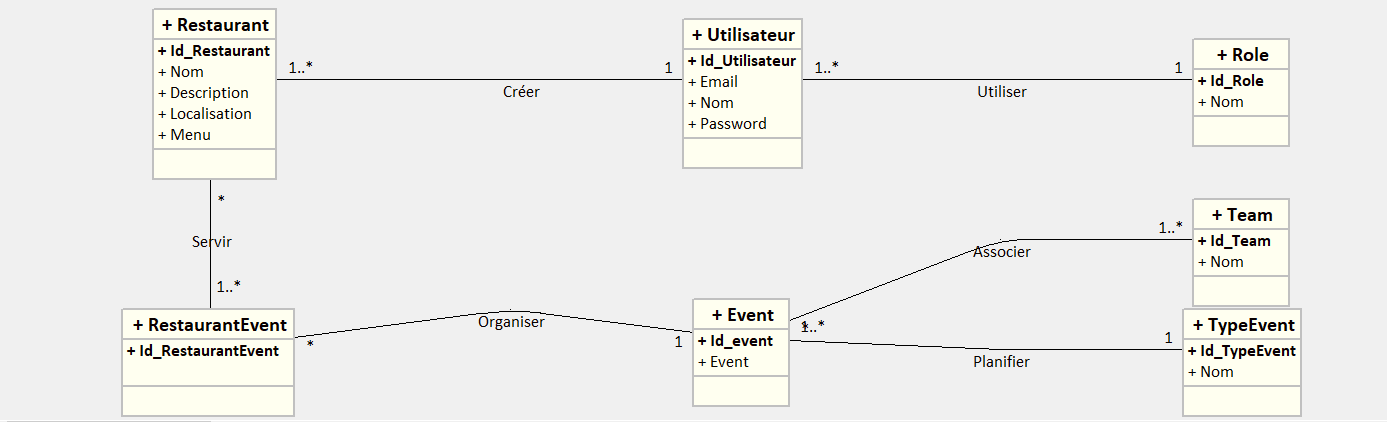 + Restaurant
+ Id_Restaurant
+ Nom
+ Description
+ Localisation
+ Menu
1..*
1
Créer
+ Utilisateur
+ Id_Utilisateur
+ Email
+ Nom
+ Password
1..*
1
Utiliser
+ Role
+ Id_Role
+ Nom
*
Servir
1..*
+ RestaurantEvent
+ Id_RestaurantEvent
*
1
Organiser
+ Event
+ Id_event
+ Event
*
1..*
1..*
Associer
+ Team
+ Id_Team
+ Nom
1
Planifier
+ TypeEvent
+ Id_TypeEvent
+ Nom